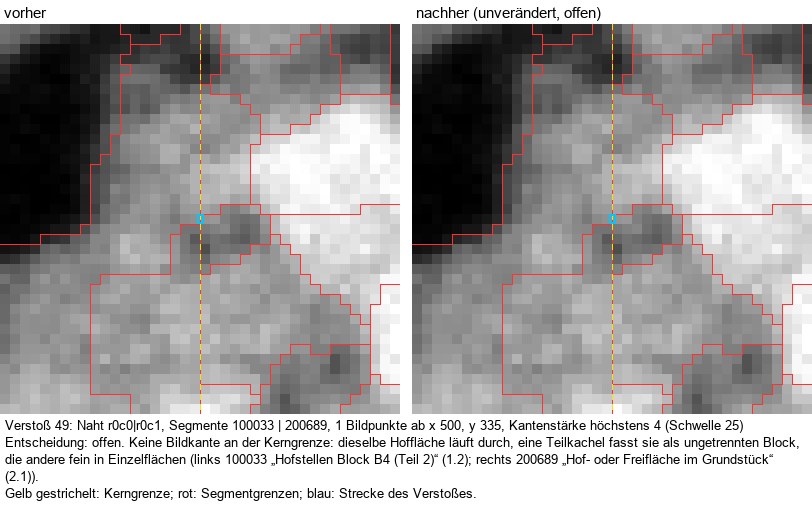 vorher
nachher (unverändert, offen)
Verstoß 49: Naht r0c0|r0c1, Segmente 100033 | 200689, 1 Bildpunkte ab x 500, y 335, Kantenstärke höchstens 4 (Schwelle 25)
Entscheidung: offen. Keine Bildkante an der Kerngrenze: dieselbe Hoffläche läuft durch, eine Teilkachel fasst sie als ungetrennten Block,
die andere fein in Einzelflächen (links 100033 „Hofstellen Block B4 (Teil 2)“ (1.2); rechts 200689 „Hof- oder Freifläche im Grundstück“
(2.1)).
Gelb gestrichelt: Kerngrenze; rot: Segmentgrenzen; blau: Strecke des Verstoßes.